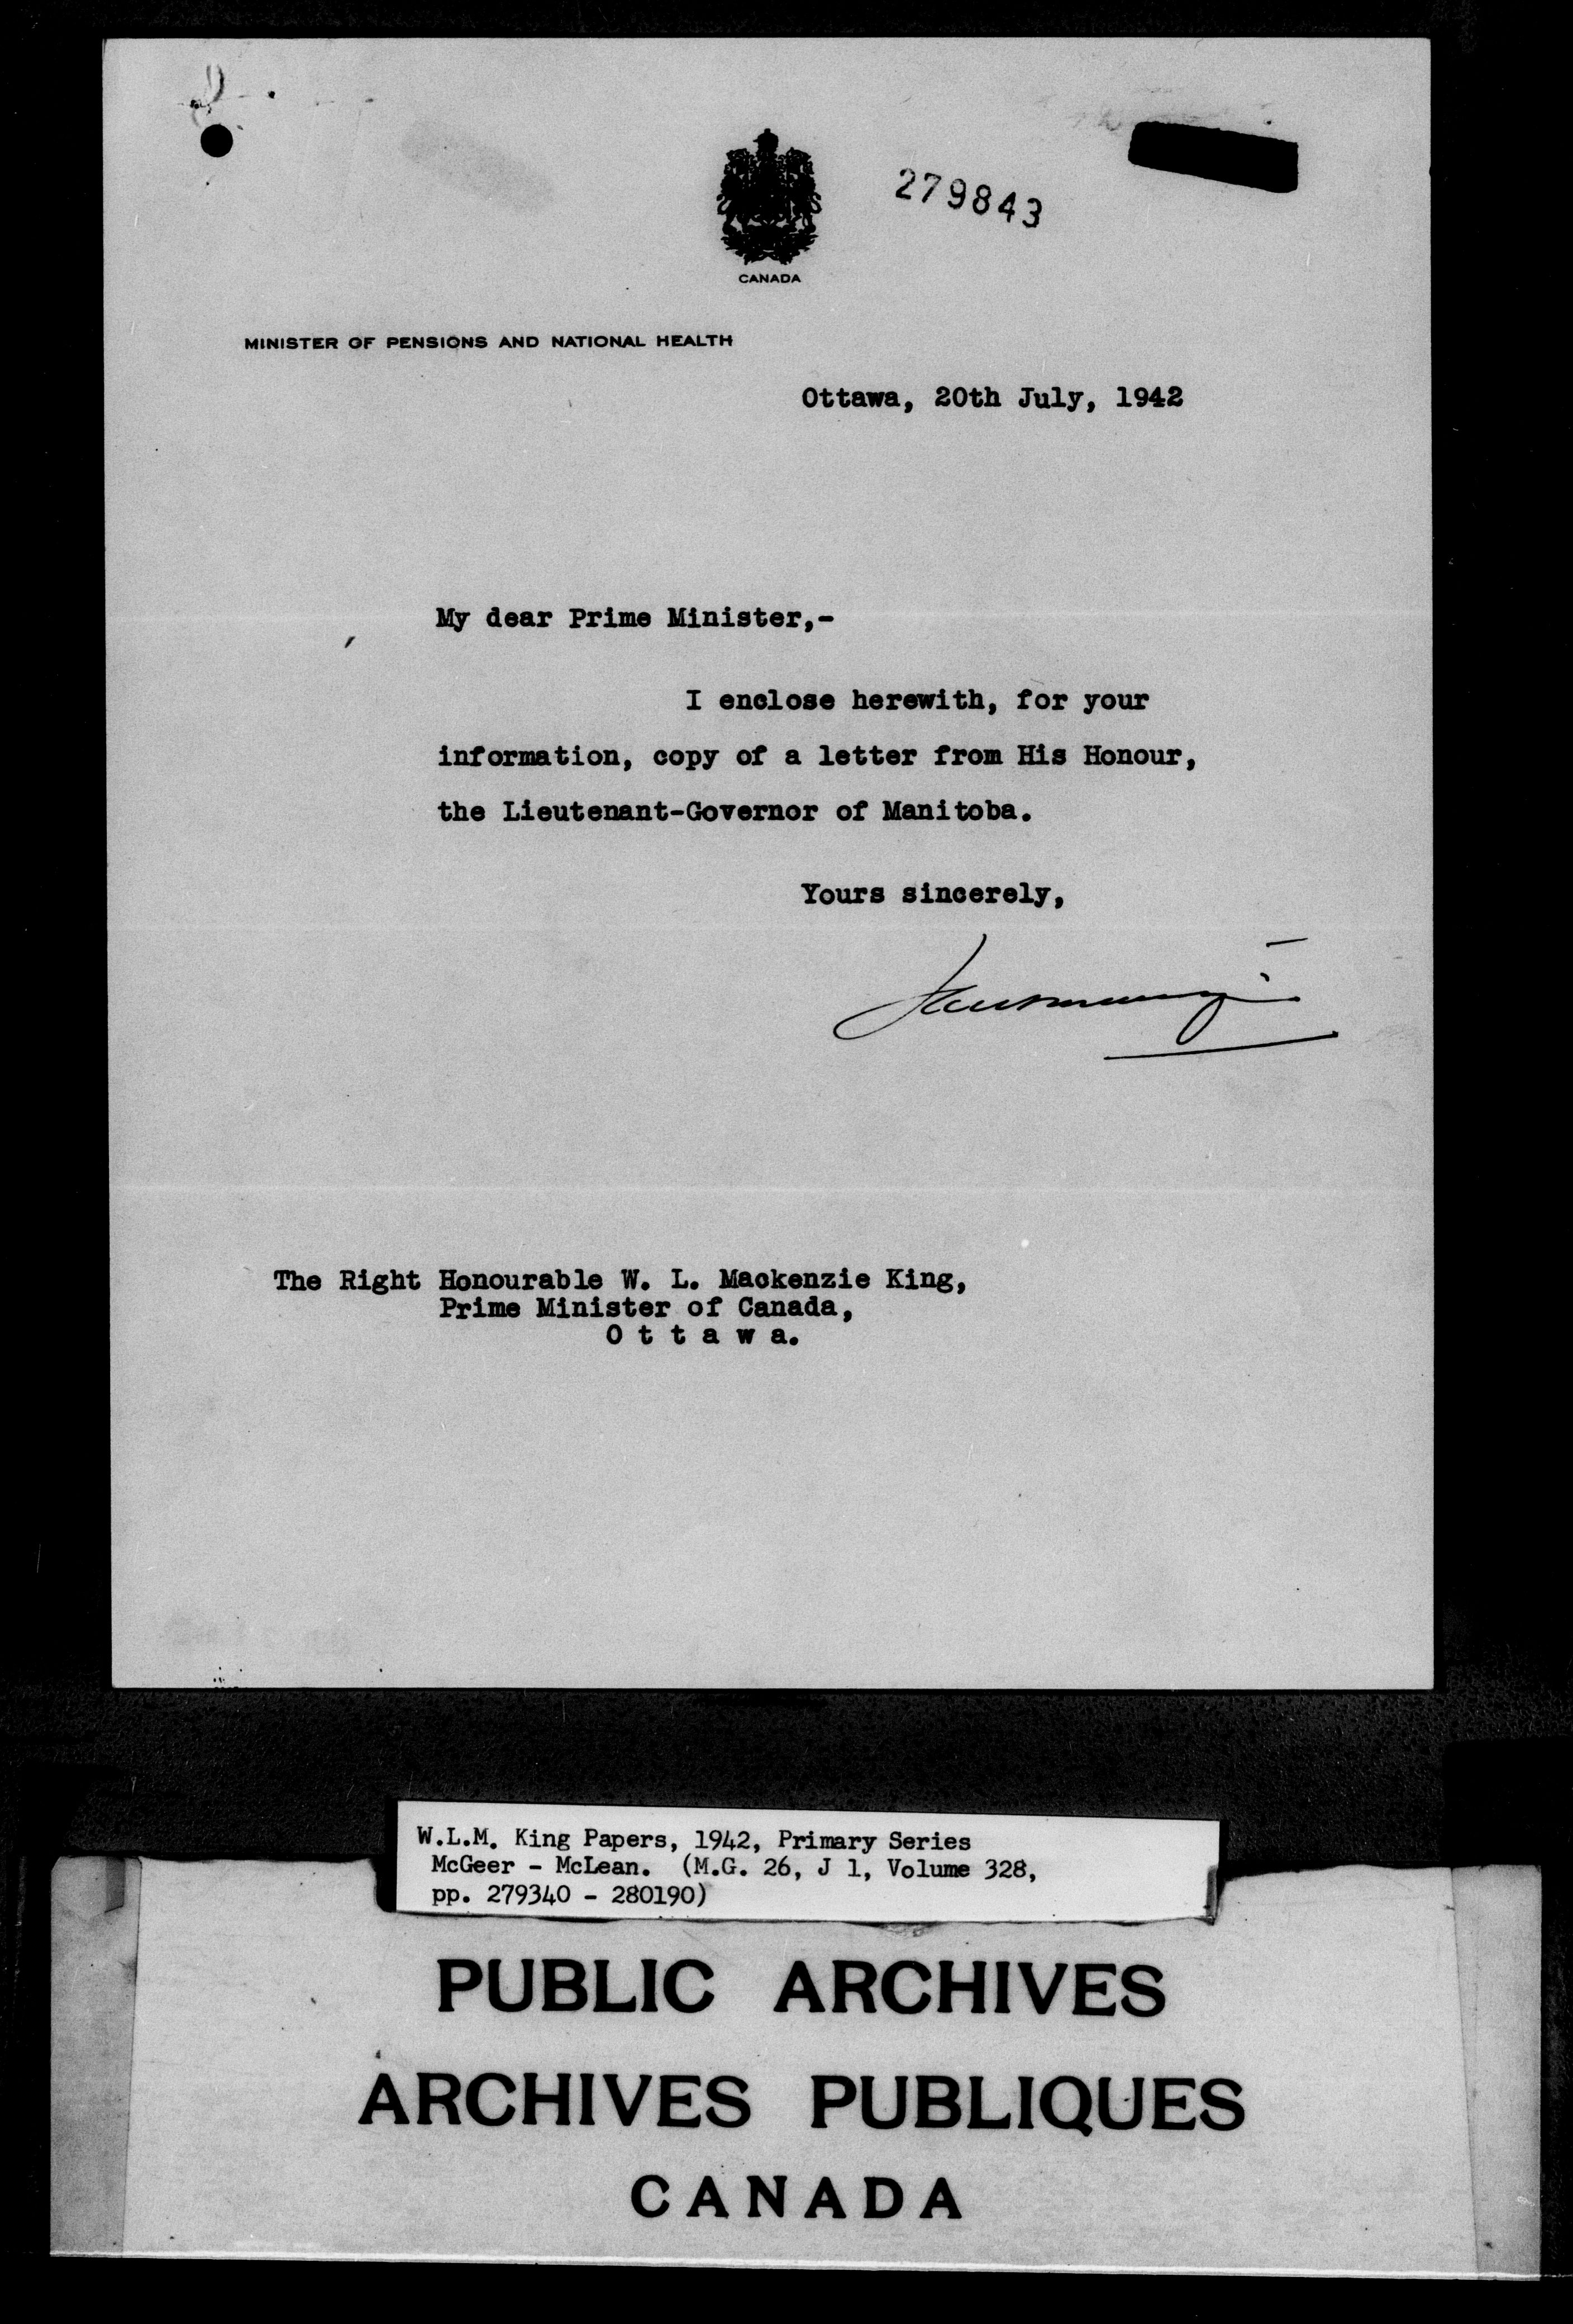 279843
CANADA
MINISTER OF PENSIONS AND NATIONAL HEALTH
Ottawa, 20th July, 1942
My dear Prime Minister,-
I enclose herewith, for your
information, copy of a letter from His Honour,
the Lieutenant-Governor of Manitoba.
Yours sincerely,
The Right Honourable W. L. Mackenzie King,
Prime Minister of Canada,
O t t a w a.
W.L.M. King Papers, 1942, Primary Series
McGeer - McLean. (M.G. 26, J 1, Volume 328,
pp. 279340 - 280190)
PUBLIC ARCHIVES
ARCHIVES PUBLIQUES
CANADA